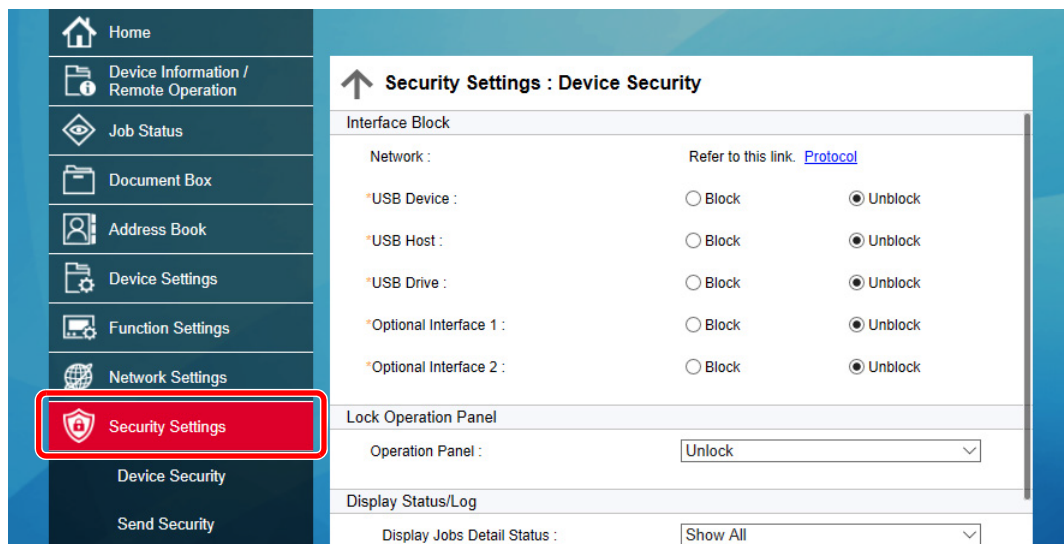 Home
Device Information /
Remote Operation
Job Status
Document Box
Address Book
Device Settings
Function Settings
Network Settings
Security Settings
Device Security
Send Security
Security Settings : Device Security
Interface Block
Network : Refer to this link. Protocol
*USB Device : Block Unblock
*USB Host : Block Unblock
*USB Drive : Block Unblock
*Optional Interface 1 : Block Unblock
*Optional Interface 2 : Block Unblock
Lock Operation Panel
Operation Panel : Unlock
Display Status/Log
Display Jobs Detail Status : Show All